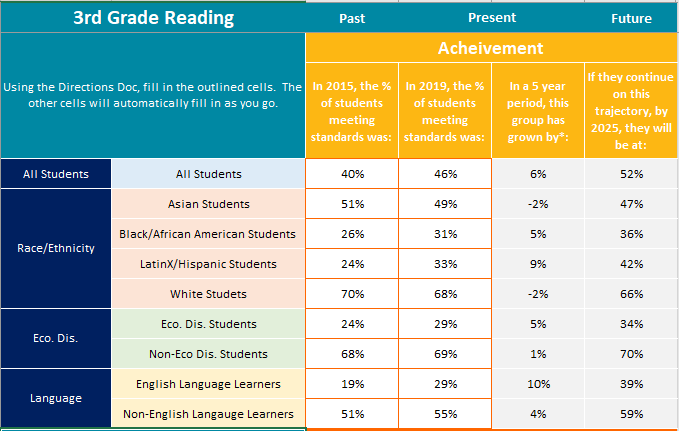 3rd Grade Reading Past Present Future
Using the Directions Doc, fill in the outlined cells. The
other cells will automatically fill in as you go.
Acheivement
In 2015, the %
of students
meeting
standards was:
In 2019, the %
of students
meeting
standards was:
In a 5 year
period, this
group has
grown by*:
If they continue
on this
trajectory, by
2025, they will
be at:
All Students All Students 40% 46% 6% 52%
Race/Ethnicity
Asian Students 51% 49% -2% 47%
Black/African American Students 26% 31% 5% 36%
LatinX/Hispanic Students 24% 33% 9% 42%
White Studets 70% 68% -2% 66%
Eco. Dis.
Eco. Dis. Students 24% 29% 5% 34%
Non-Eco Dis. Students 68% 69% 1% 70%
Language
English Language Learners 19% 29% 10% 39%
Non-English Langauge Learners 51% 55% 4% 59%